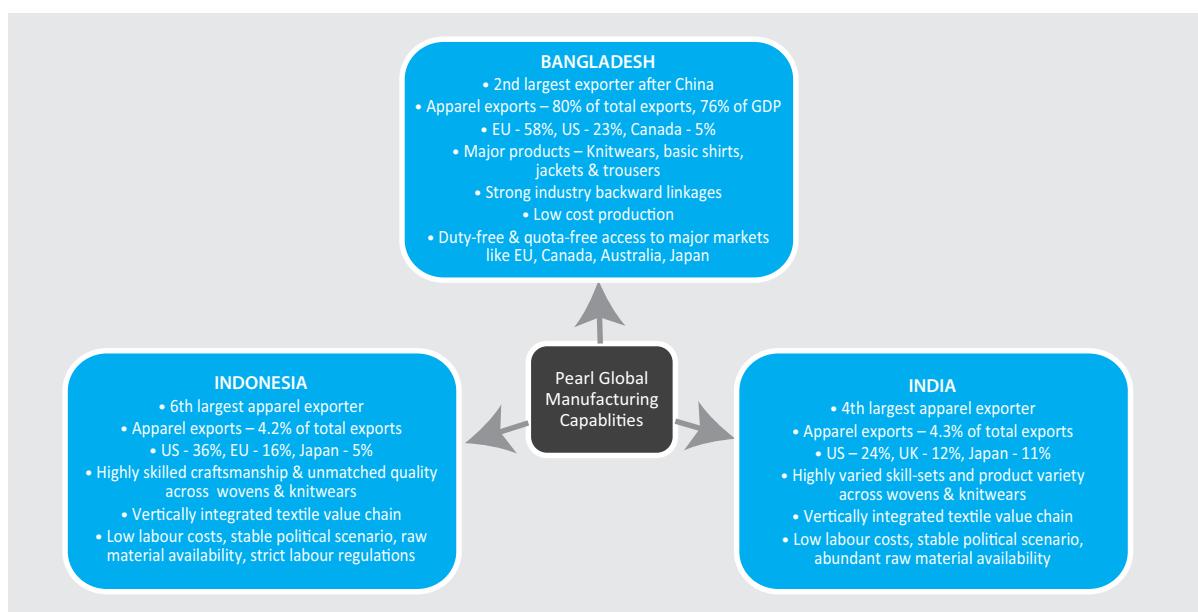 BANGLADESH
• 2nd largest exporter after China
• Apparel exports – 80% of total exports, 76% of GDP
• EU - 58%, US - 23%, Canada - 5%
• Major products – Knitwears, basic shirts,
jackets & trousers
• Strong industry backward linkages
• Low cost production
• Duty-free & quota-free access to major markets
like EU, Canada, Australia, Japan
Pearl Global
Manufacturing
Capablities
INDONESIA
• 6th largest apparel exporter
• Apparel exports – 4.2% of total exports
• US - 36%, EU - 16%, Japan - 5%
• Highly skilled craftsmanship & unmatched quality
across wovens & knitwears
• Vertically integrated textile value chain
• Low labour costs, stable political scenario, raw
material availability, strict labour regulations
INDIA
• 4th largest apparel exporter
• Apparel exports – 4.3% of total exports
• US – 24%, UK - 12%, Japan - 11%
• Highly varied skill-sets and product variety
across wovens & knitwears
• Vertically integrated textile value chain
• Low labour costs, stable political scenario,
abundant raw material availability